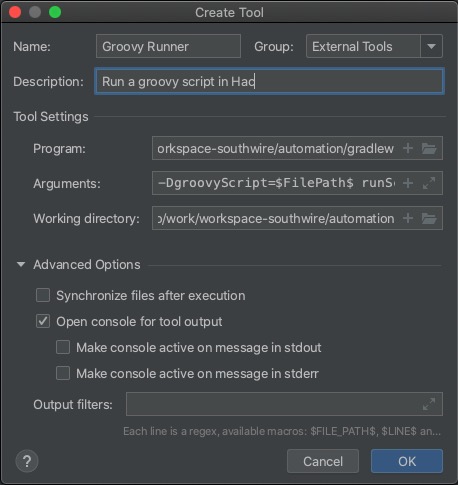 Create Tool
Name: Groovy Runner Group: External Tools
Description: Run a groovy script in Hac
Tool Settings
Program: orkspace-southwire/automation/gradlew
Arguments: -DgroovyScript=$FilePath$
Working directory: /work/workspace-southwire/automation
Advanced Options
Synchronize files after execution
Open console for tool output
Make console active on message in stdout
Make console active on message in stderr
Output filters:
Each line is a regex, available macros: $FILE_PATH$, $LINE$ an...
? Cancel OK